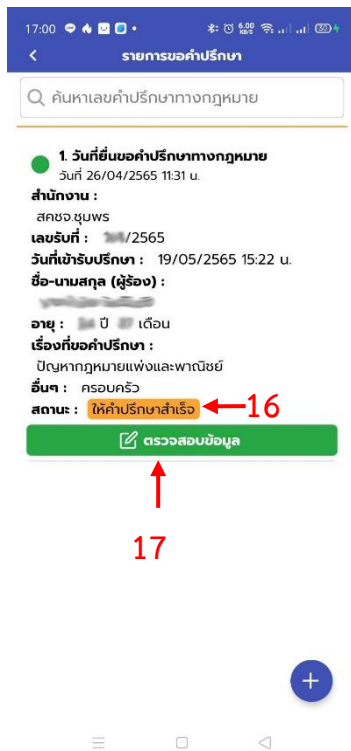 17:00 6.00 KB/S 30
รายการขอคำปรึกษา
ค้นหาเลขคำปรึกษาทางกฎหมาย
1. วันที่ยื่นขอคำปรึกษาทางกฎหมาย
วันที่ 26/04/2565 11:31 น.
สำนักงาน :
สคชจ.ชุมพร
เลขรับที่ : /2565
วันที่เข้ารับปรึกษา : 19/05/2565 15:22 น.
ชื่อ-นามสกุล (ผู้ร้อง) :
อายุ : ปี เดือน
เรื่องที่ขอคำปรึกษา :
ปัญหากฎหมายแพ่งและพาณิชย์
อื่นๆ : ครอบครัว
สถานะ : ให้คำปรึกษาสำเร็จ 16
ตรวจสอบข้อมูล
17